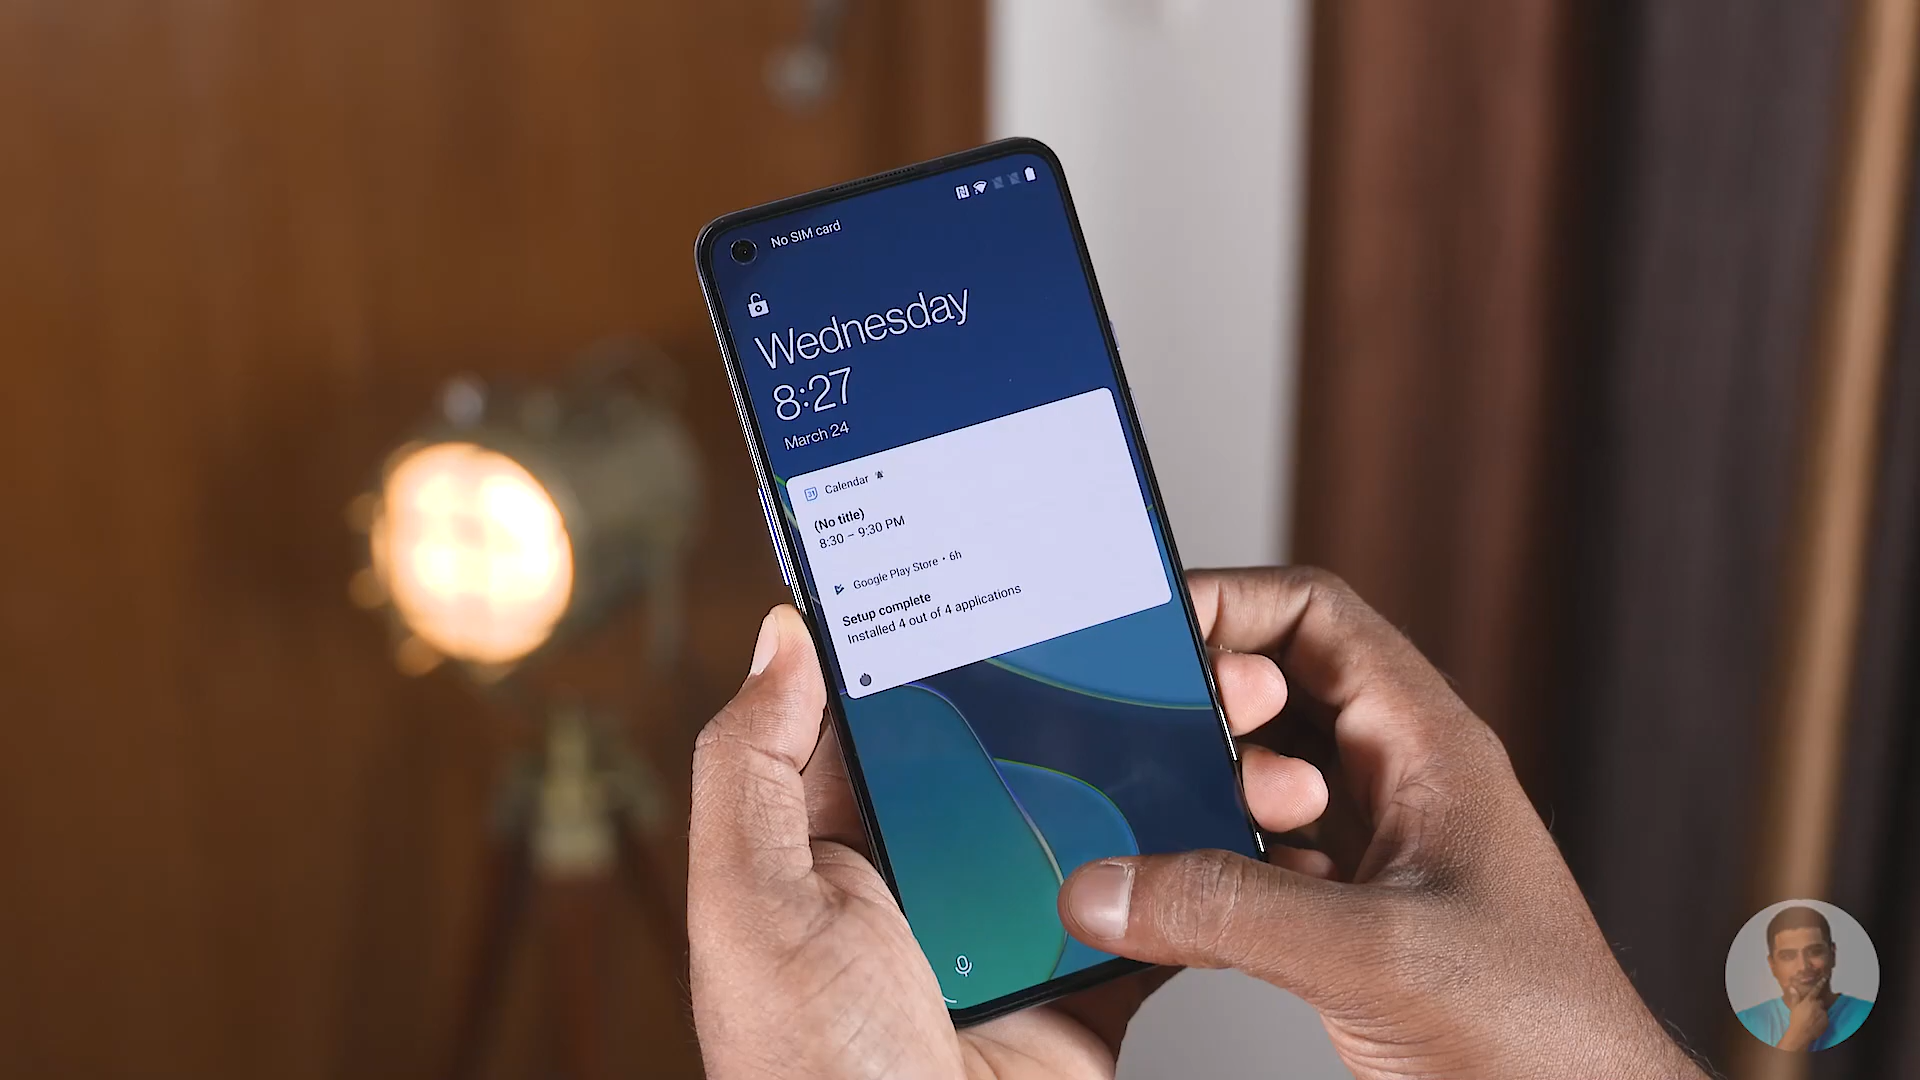 No SIM card
Wednesday
8:27
March 24
31 Calendar
(No title)
8:30 – 9:30 PM
Google Play Store • 6h
Setup complete
Installed 4 out of 4 applications